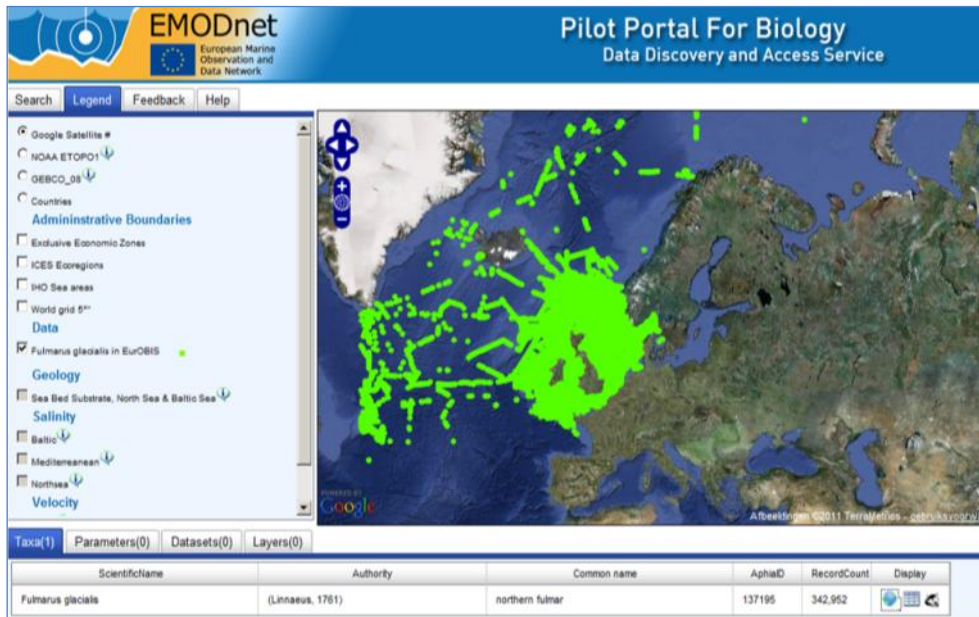 EMODnet
European Marine
Observation and
Data Network
Pilot Portal For Biology
Data Discovery and Access Service
Search Legend Feedback Help
Google Satellite #
NOAA ETOPO1
GEBCO_08
Countries
Admininstrative Boundaries
Exclusive Economic Zones
ICES Ecoregions
IHO Sea areas
World grid
Data
Fulmarus glacialis in EurOBIS
Geology
Sea Bed Substrate, North Sea & Baltic Sea
Salinity
Baltic
Mediterreanean
Northsea
Velocity
POWERED BY
Google
Afbeeldingen ©2011 TerraMetrics - gebruiksvoorw
Taxa(1) Parameters(0) Datasets(0) Layers(0)
ScientificName Authority Common name AphiaID RecordCount Display
Fulmarus glacialis (Linnaeus, 1761) northern fulmar 137195 342,952